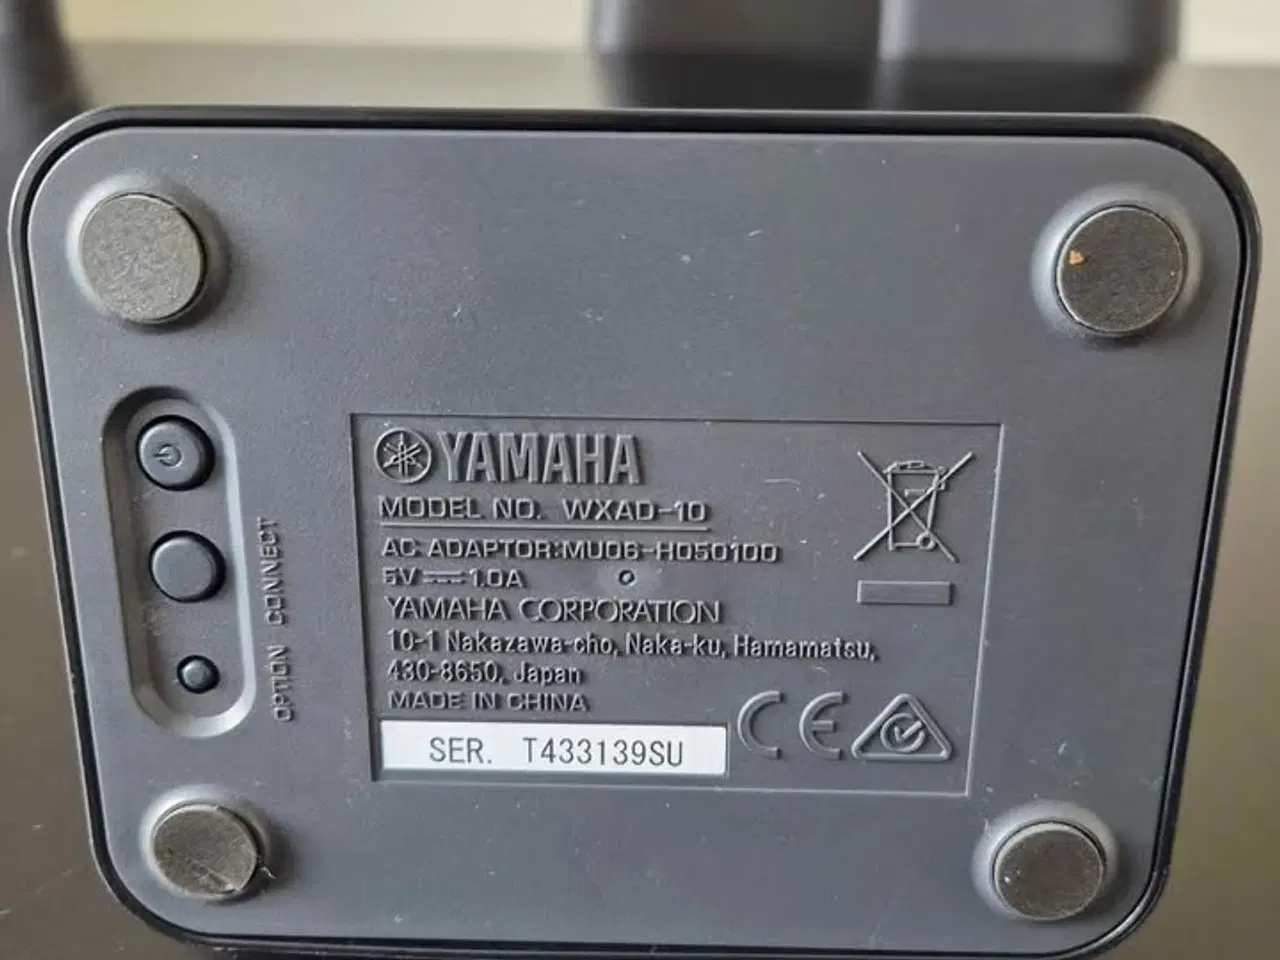 YAMAHA
MODEL NO. WXAD-10
AC ADAPTOR:MU06-H050100
5V 1.0A
YAMAHA CORPORATION
10-1 Nakazawa-cho, Naka-ku, Hamamatsu,
430-8650, Japan
MADE IN CHINA
SER. T433139SU
CE
OPTION CONNECT